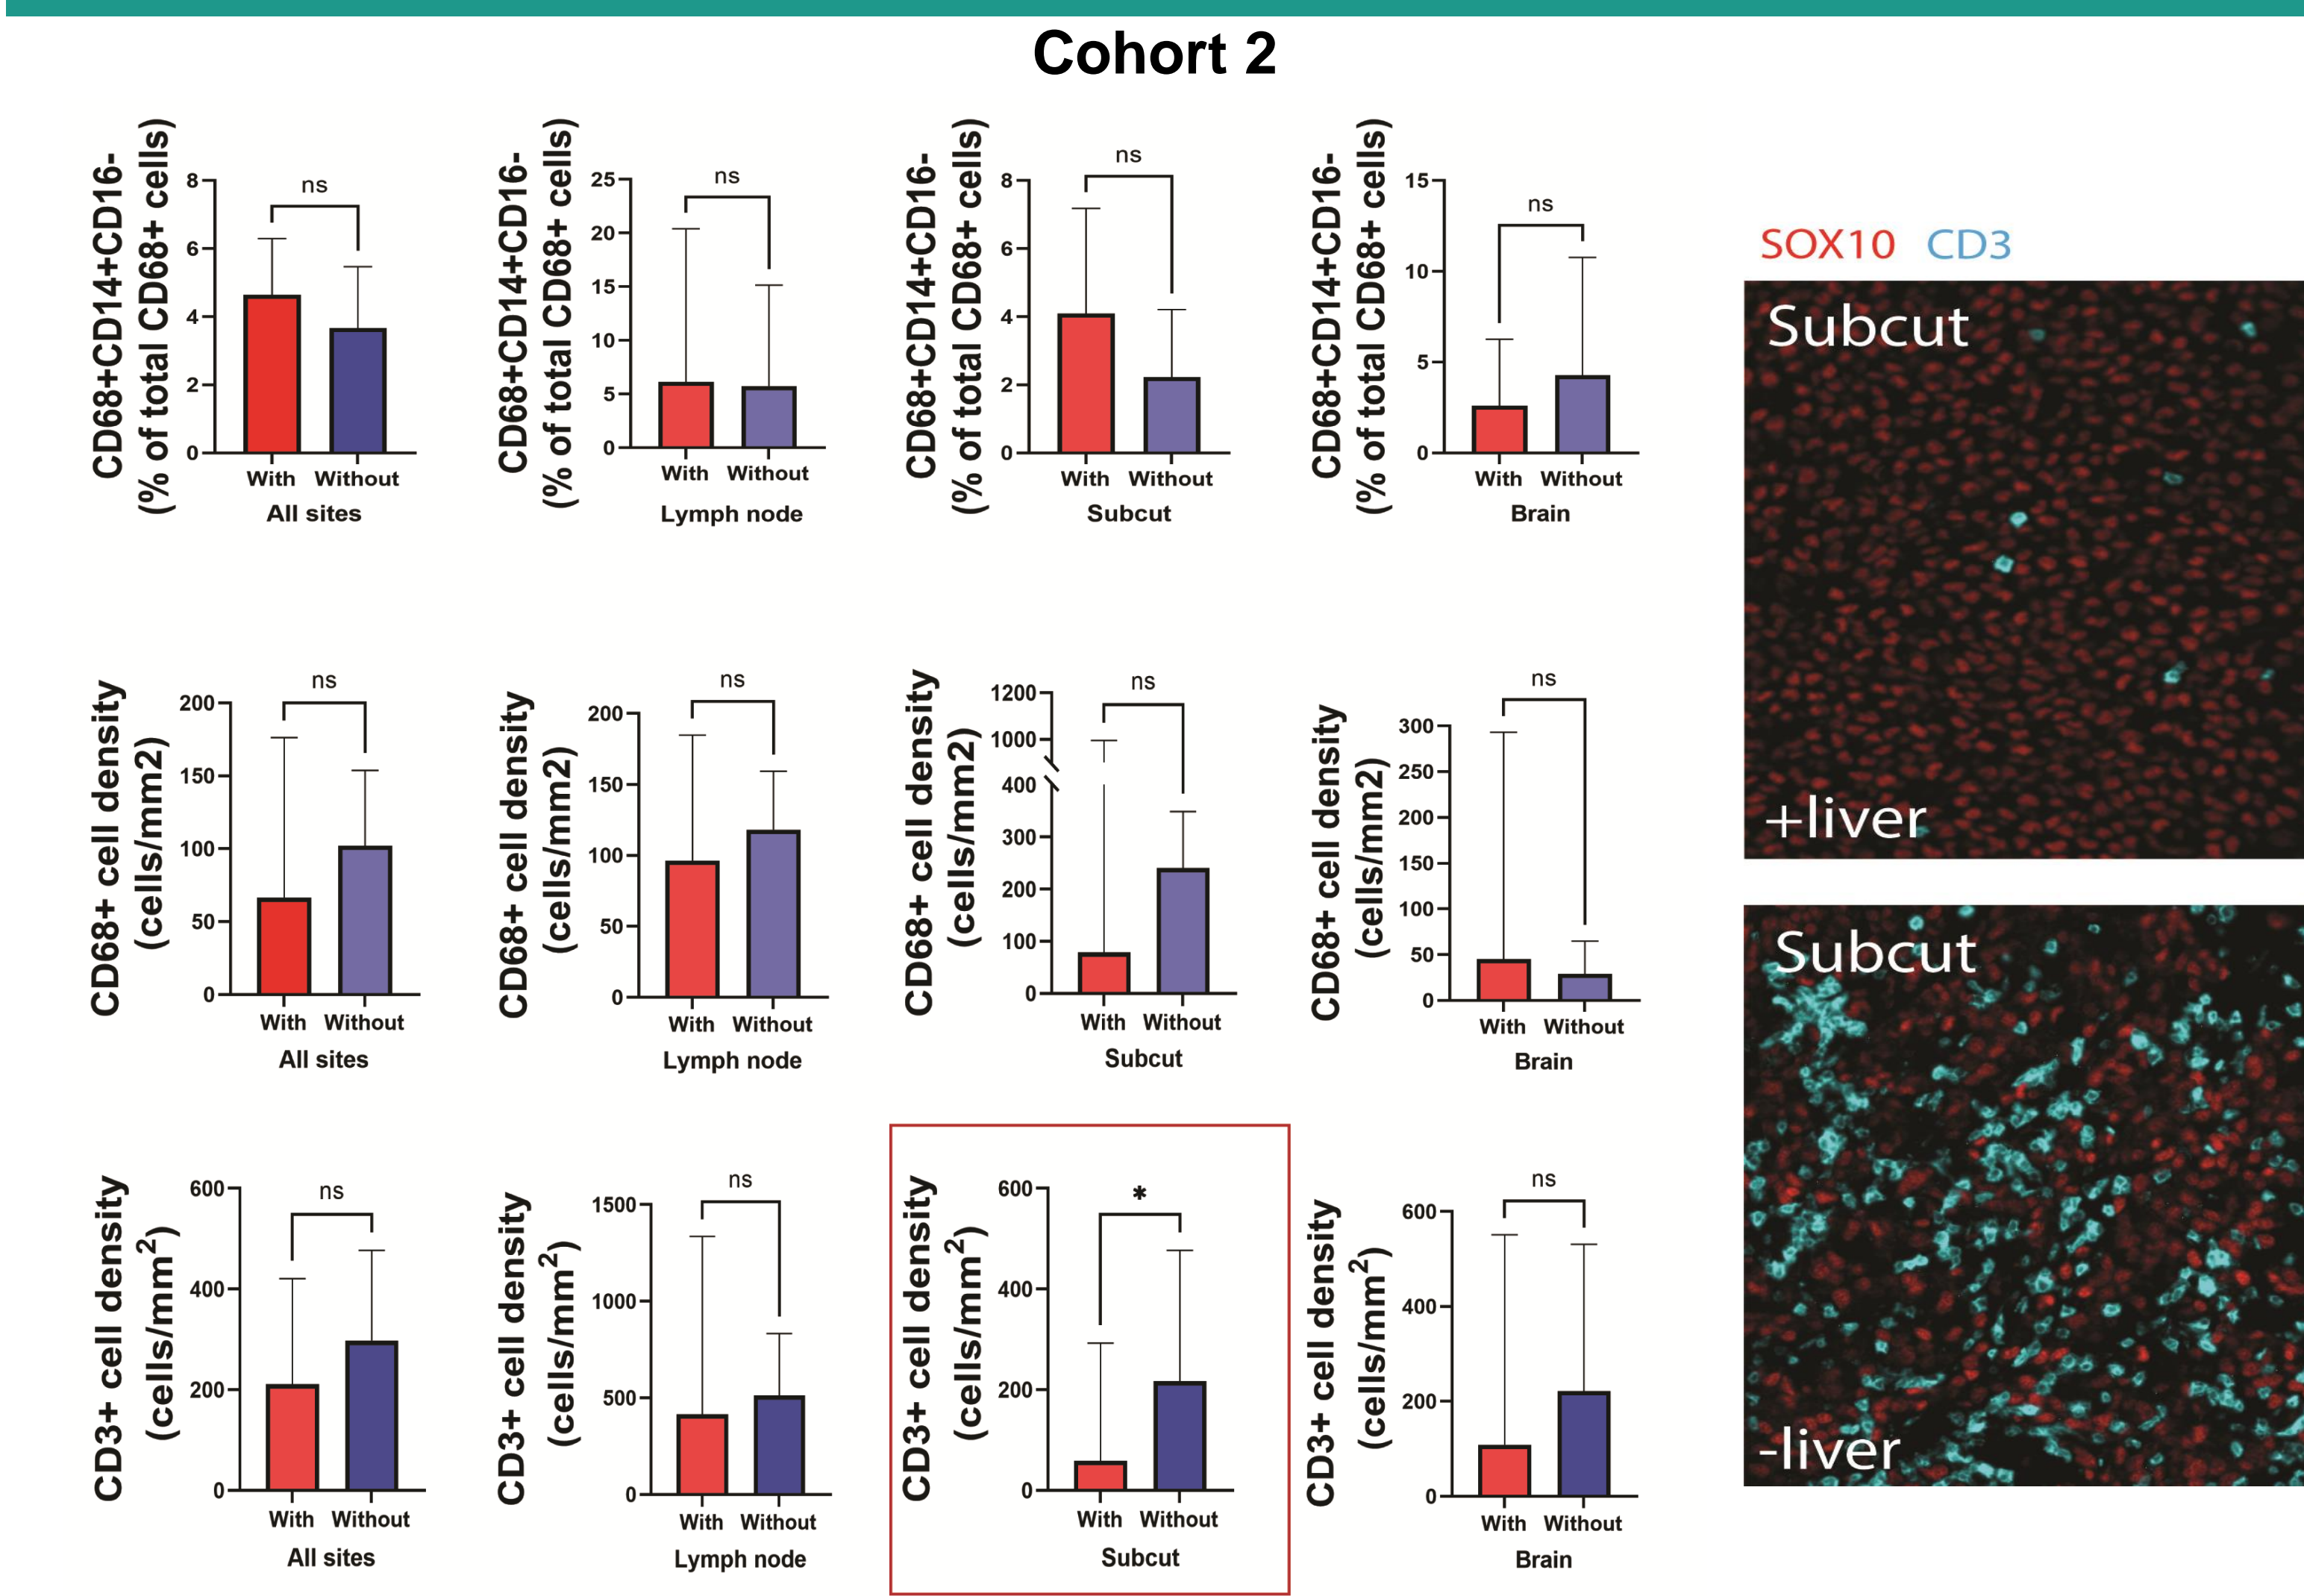 Cohort 2
CD68+CD14+CD16-
(% of total CD68+ cells)
8
6
4
2
0
ns
With Without
All sites
CD68+CD14+CD16-
(% of total CD68+ cells)
25
20
15
10
5
0
ns
With Without
Lymph node
CD68+CD14+CD16-
(% of total CD68+ cells)
8
6
4
2
0
ns
With Without
Subcut
CD68+CD14+CD16-
(% of total CD68+ cells)
15
10
5
0
ns
With Without
Brain
CD68+ cell density
(cells/mm2)
200
150
100
50
0
ns
With Without
All sites
CD68+ cell density
(cells/mm2)
200
150
100
50
0
ns
With Without
Lymph node
CD68+ cell density
(cells/mm2)
1200
1000
400
300
200
100
0
ns
With Without
Subcut
CD68+ cell density
(cells/mm2)
300
250
200
150
100
50
0
ns
With Without
Brain
CD3+ cell density
(cells/mm²)
600
400
200
0
ns
With Without
All sites
CD3+ cell density
(cells/mm²)
1500
1000
500
0
ns
With Without
Lymph node
CD3+ cell density
(cells/mm²)
600
400
200
0
*
With Without
Subcut
CD3+ cell density
(cells/mm²)
600
400
200
0
ns
With Without
Brain
SOX10 CD3
Subcut
+liver
Subcut
-liver